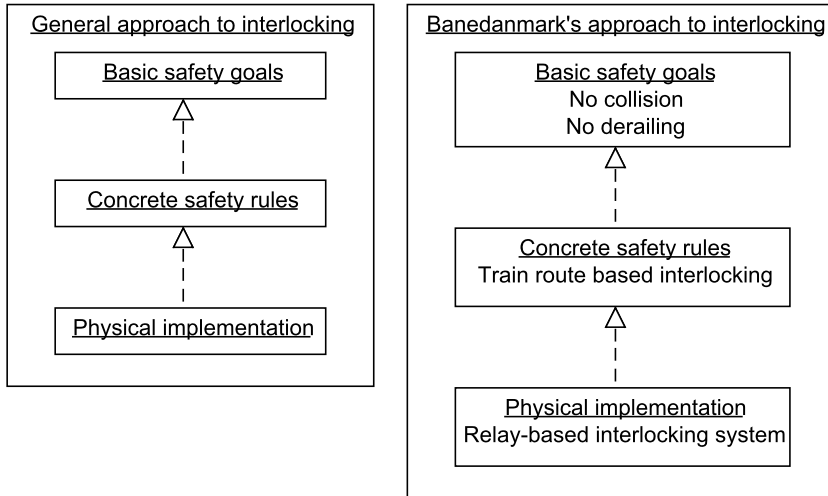 General approach to interlocking
Basic safety goals
Concrete safety rules
Physical implementation
Banedanmark's approach to interlocking
Basic safety goals
No collision
No derailing
Concrete safety rules
Train route based interlocking
Physical implementation
Relay-based interlocking system